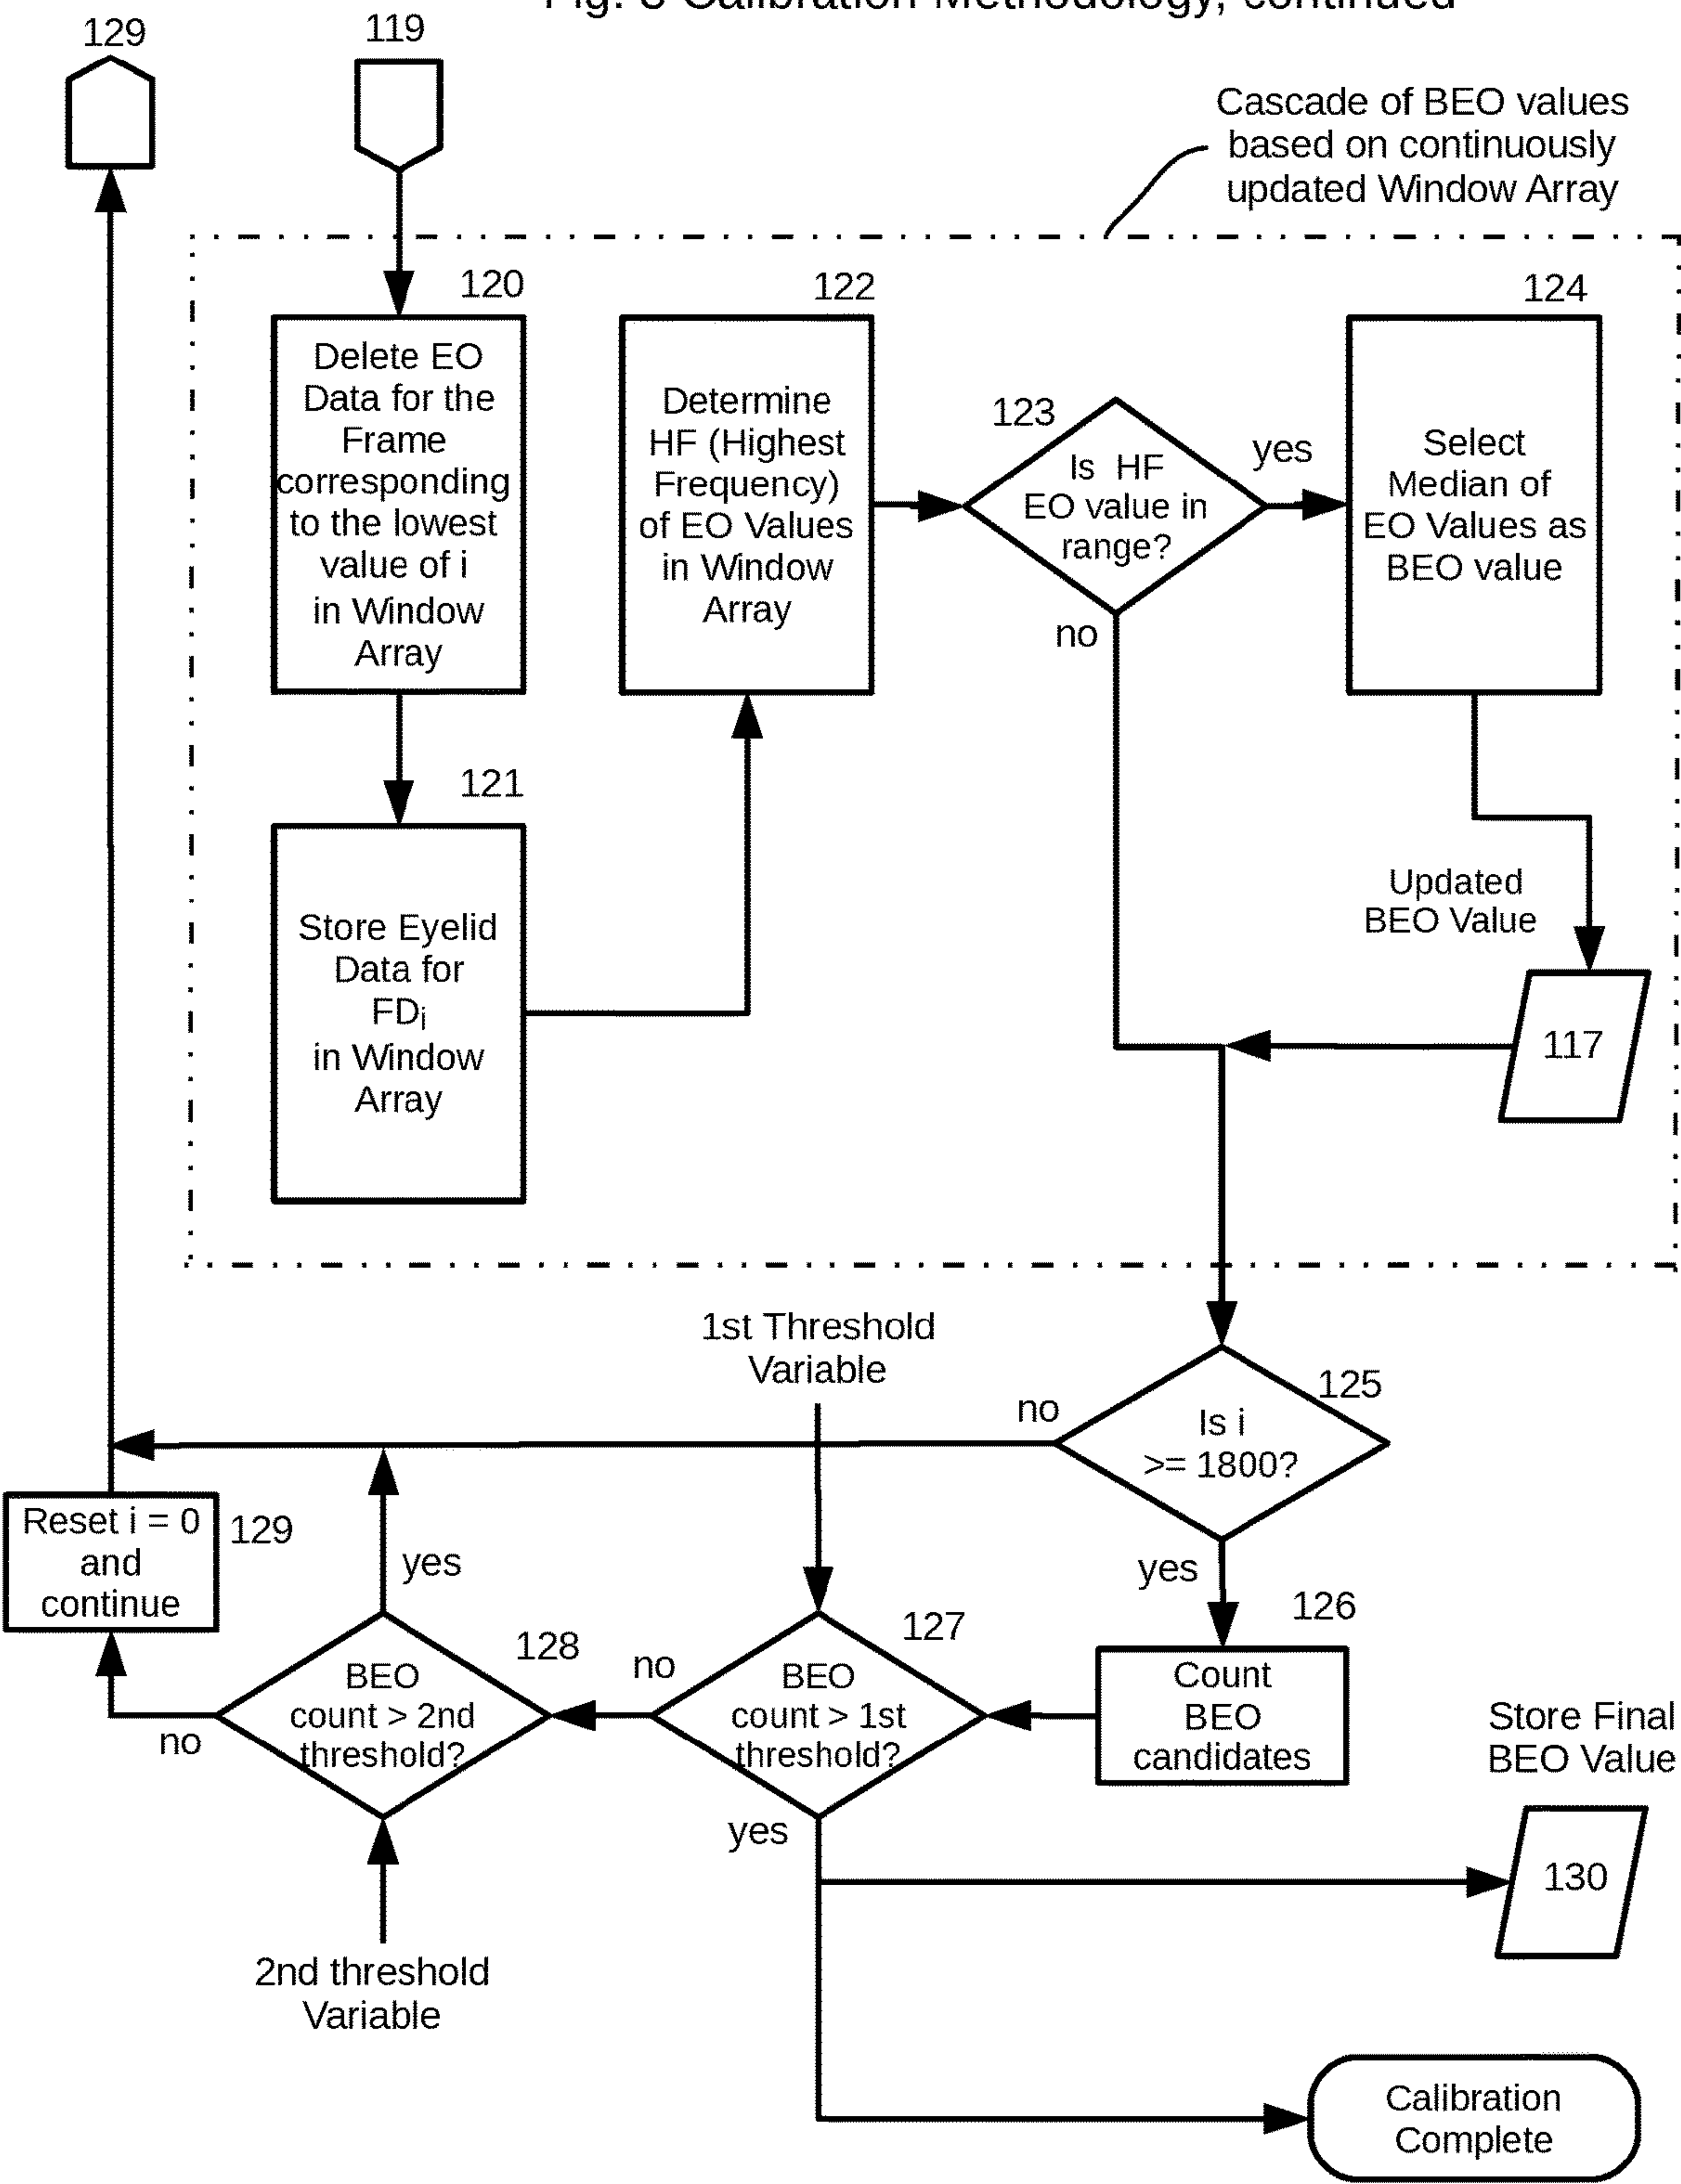 Calibration Methodology, continued
129
119
Cascade of BEO values
based on continuously
updated Window Array
120
Delete EO
Data for the
Frame
corresponding
to the lowest
value of i
in Window
Array
122
Determine
HF (Highest
Frequency)
of EO Values
in Window
Array
123
Is HF
EO value in
range?
yes
no
124
Select
Median of
EO Values as
BEO value
121
Store Eyelid
Data for
FDi
in Window
Array
Updated
BEO Value
117
1st Threshold
Variable
125
Is i
>= 1800?
no
yes
Reset i = 0
and
continue
129
yes
128
BEO
count > 2nd
threshold?
no
127
BEO
count > 1st
threshold?
no
yes
126
Count
BEO
candidates
Store Final
BEO Value
130
2nd threshold
Variable
Calibration
Complete